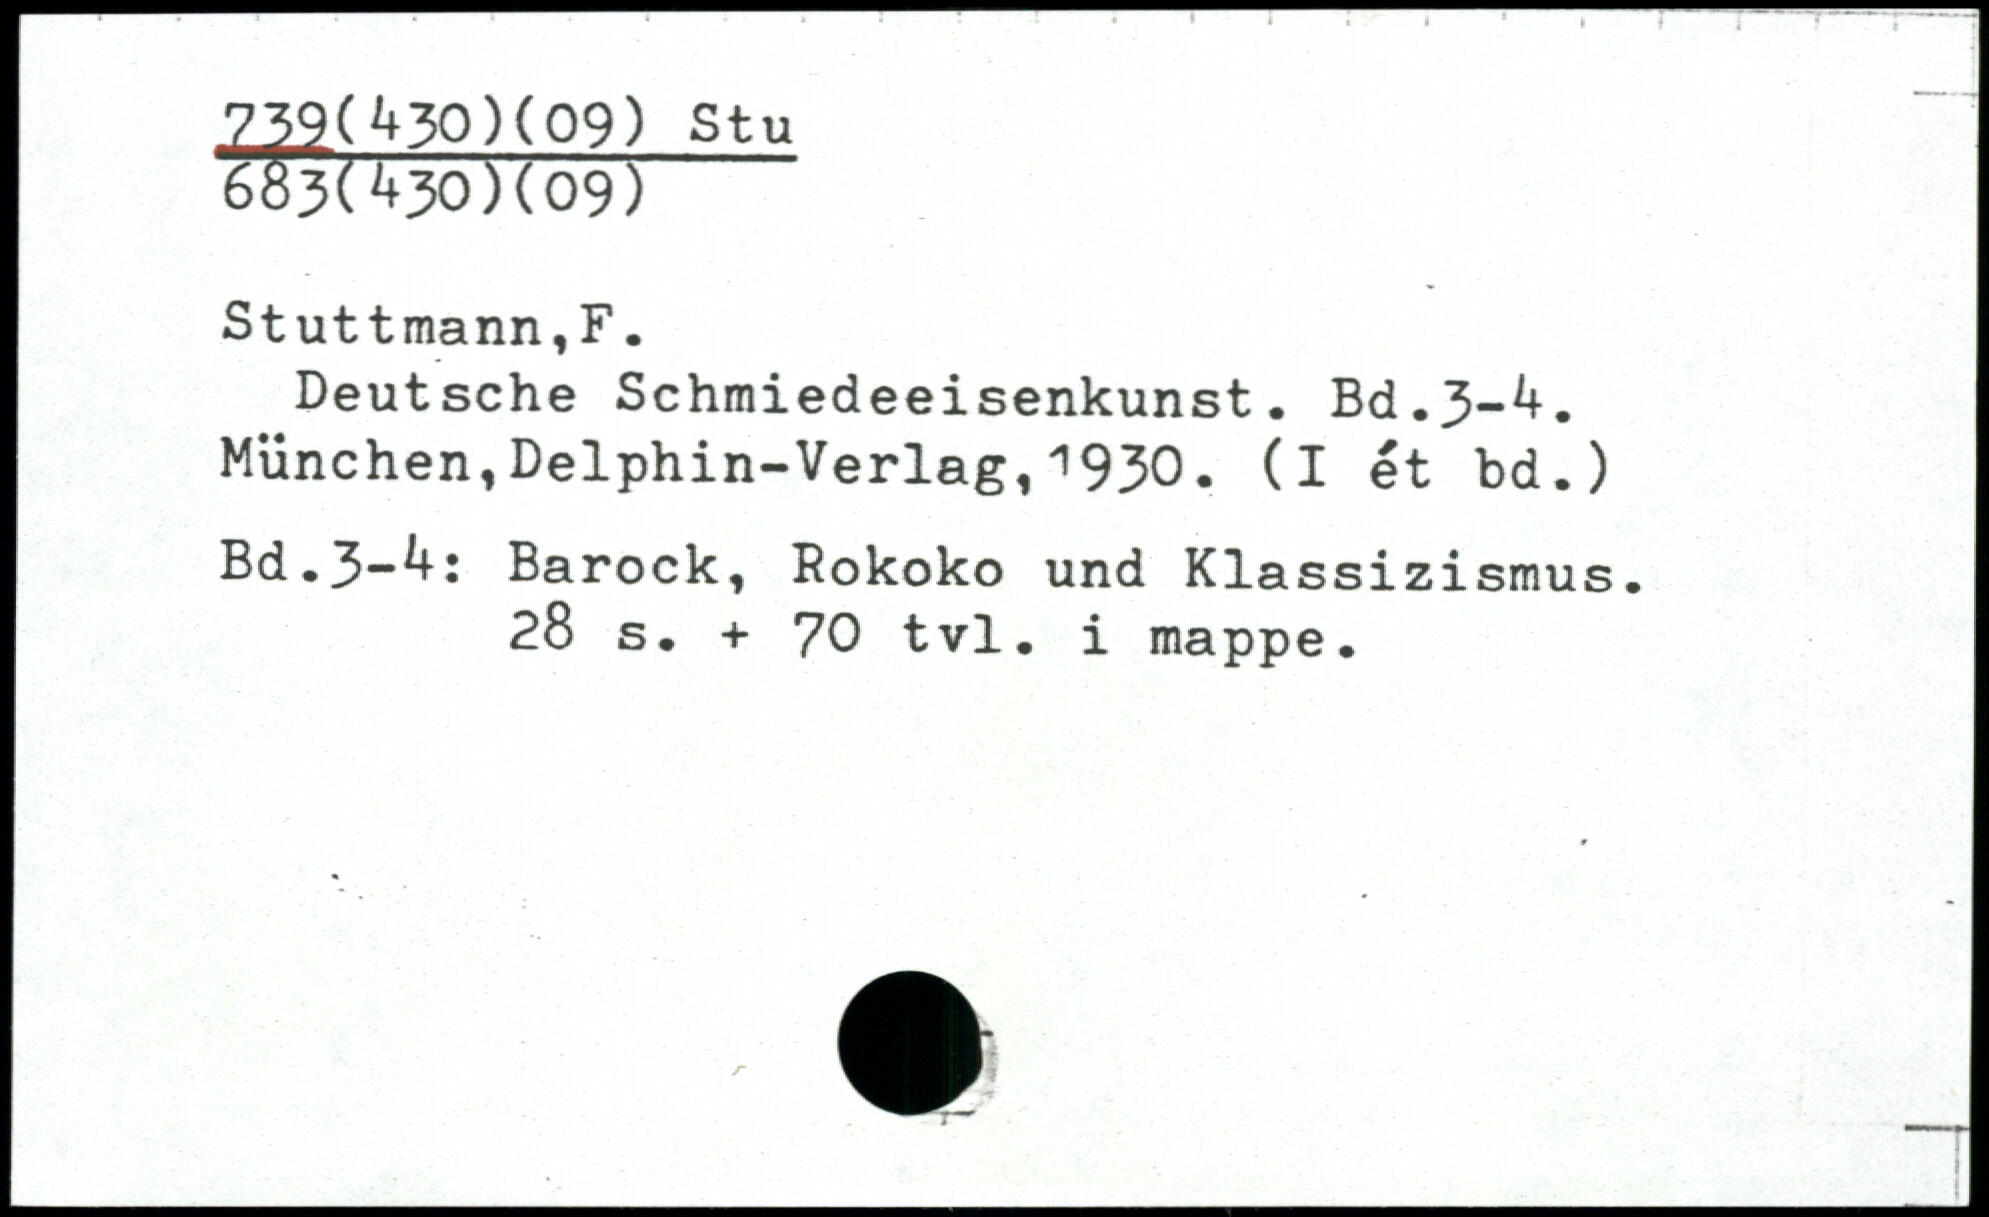 739(430)(09) Stu
683(430)(09)
Stuttmann,F.
Deutsche Schmiedeeisenkunst. Bd.3-4.
München,Delphin-Verlag,1930. (I ét bd.)
Bd.3-4: Barock, Rokoko und Klassizismus.
28 s. + 70 tvl. i mappe.